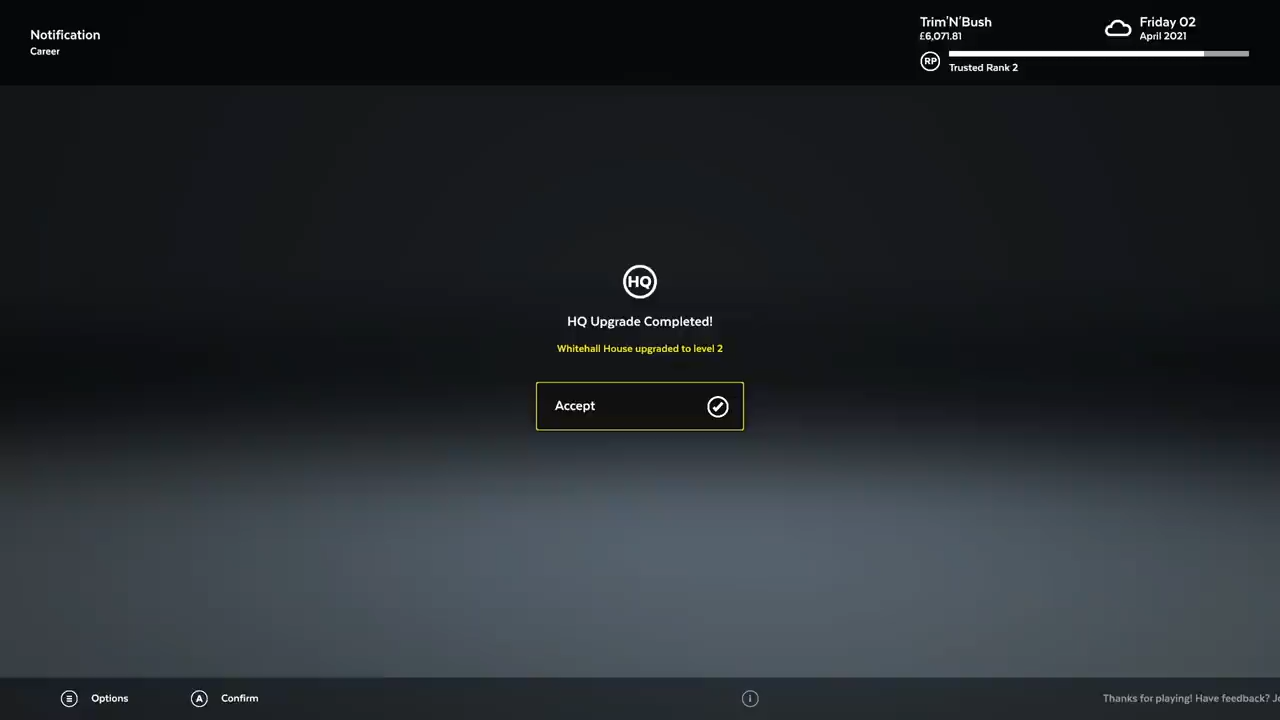 Notification
Career
Trim'N'Bush
£6,071.81
Friday 02
April 2021
RP
Trusted Rank 2
HQ
HQ Upgrade Completed!
Whitehall House upgraded to level 2
Accept
Options
A Confirm
i
Thanks for playing! Have feedback?